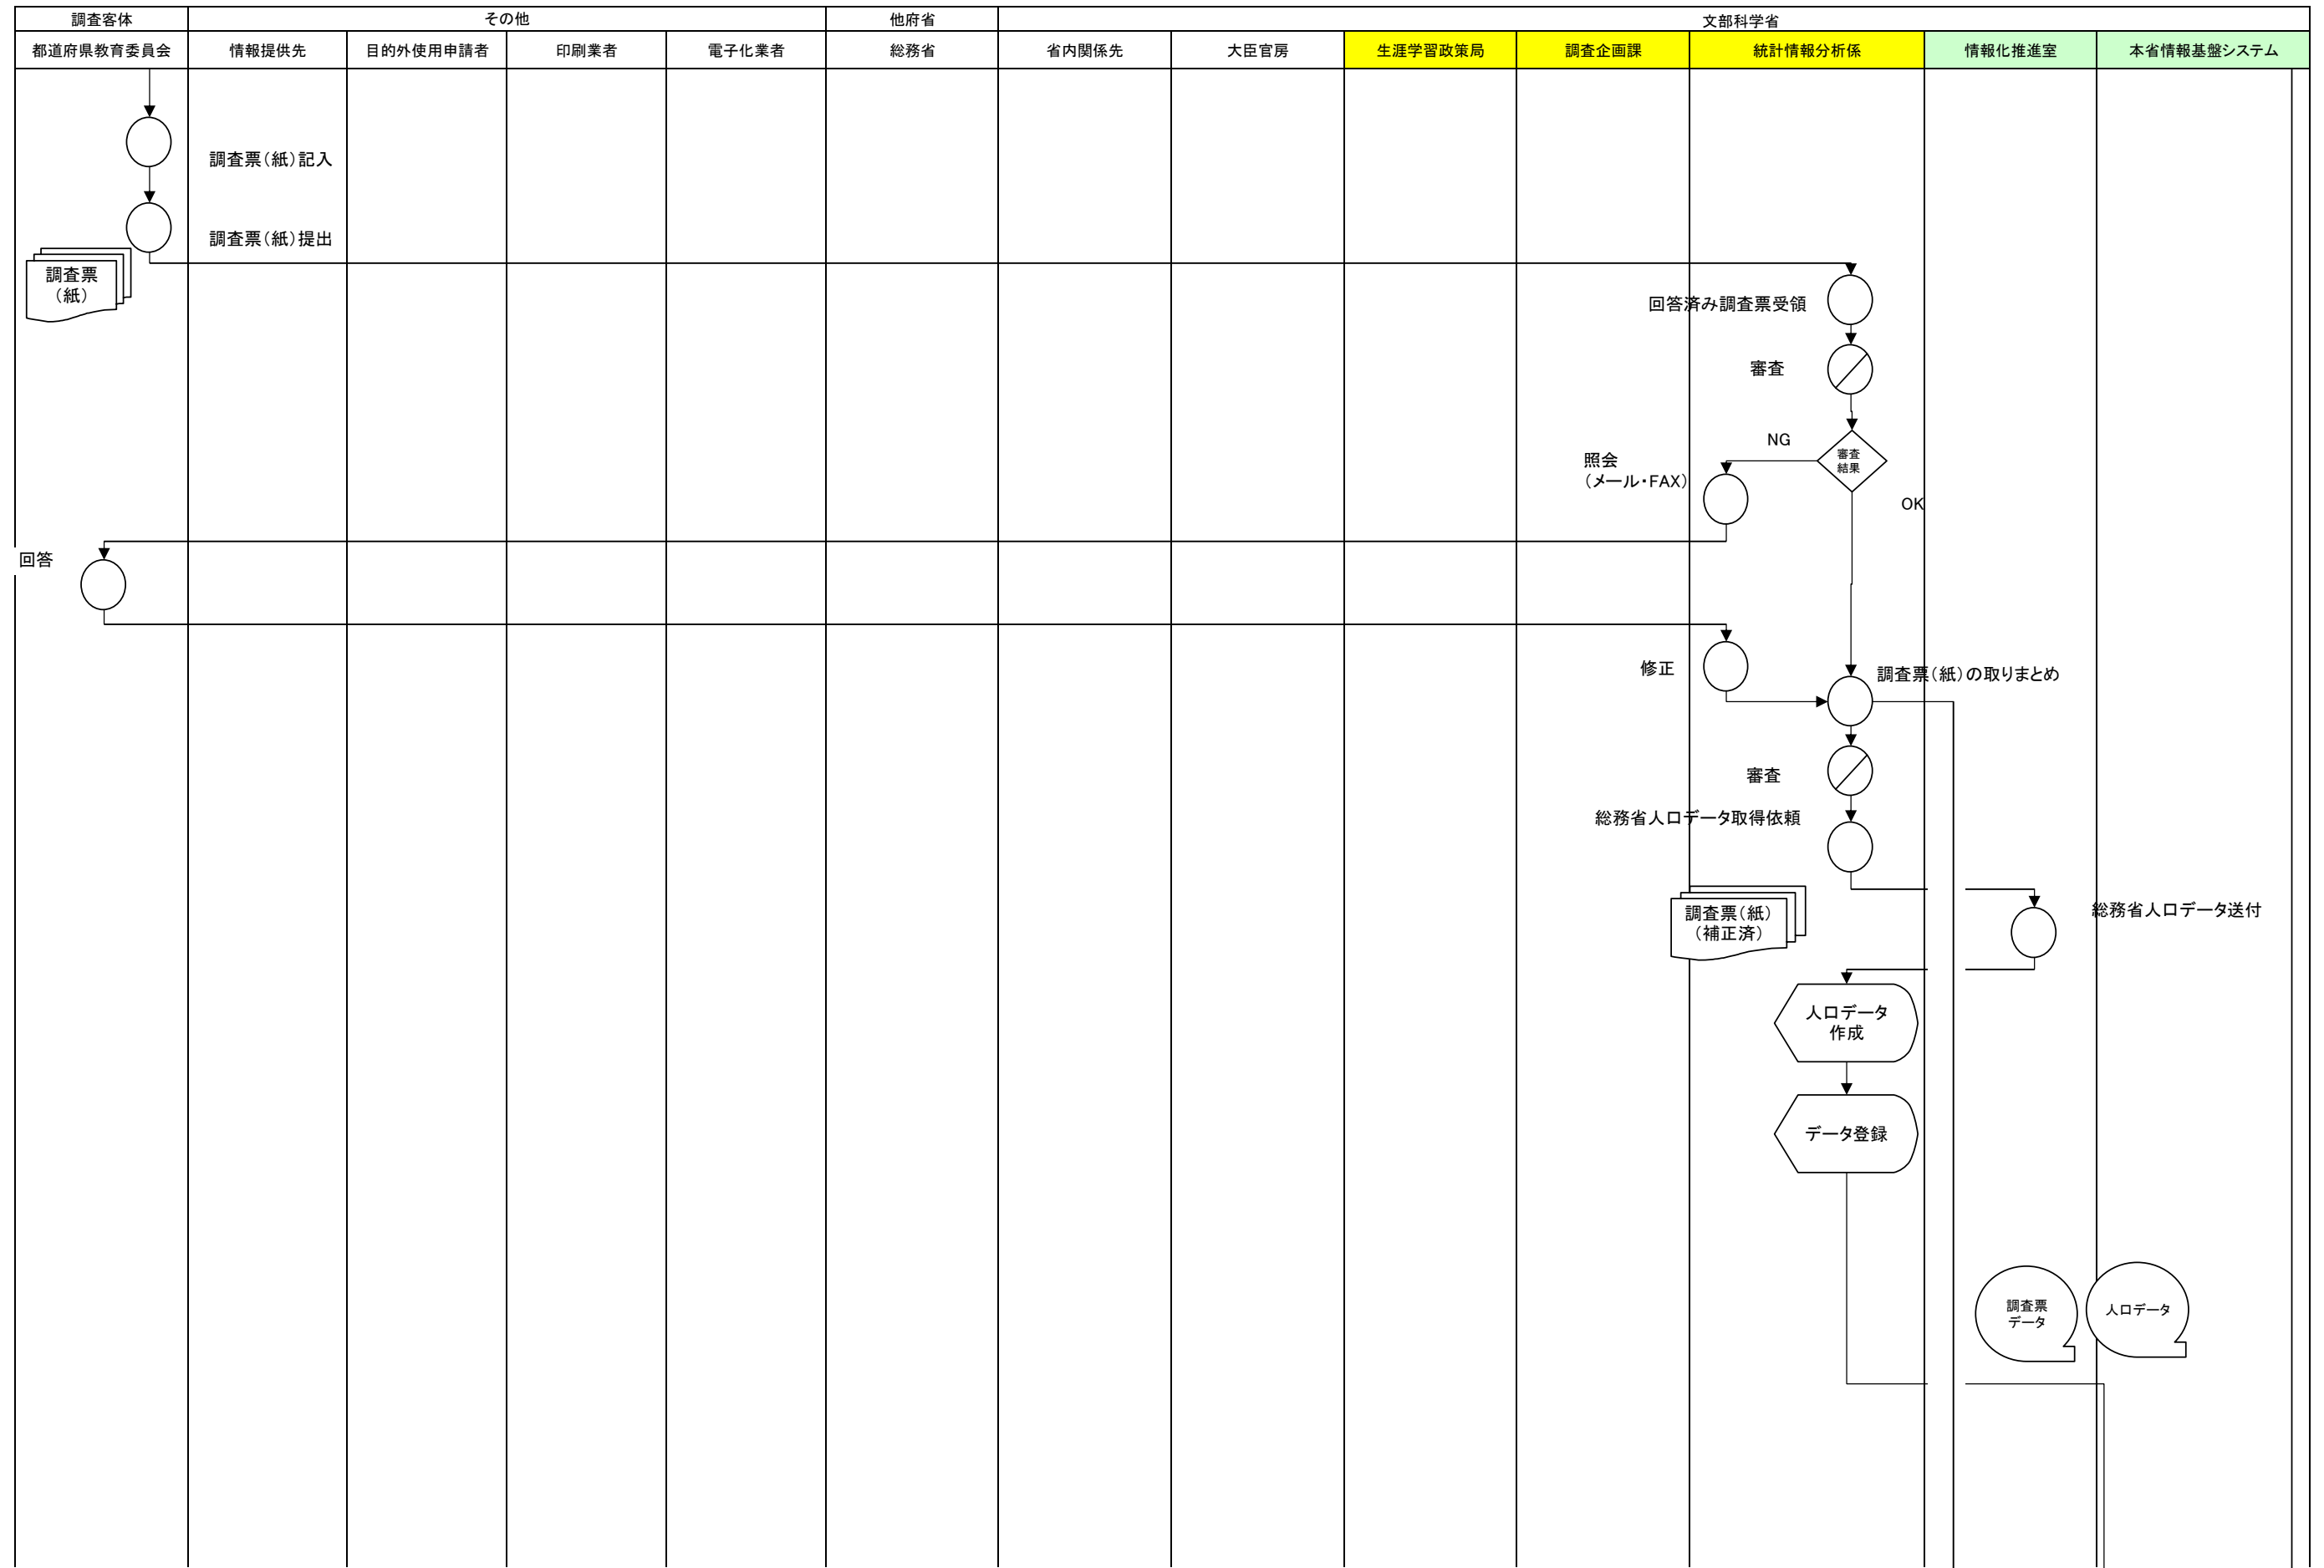 調査客体
その他
他府省
文部科学省
都道府県教育委員会
情報提供先
目的外使用申請者
印刷業者
電子化業者
総務省
省内関係先
大臣官房
生涯学習政策局
調査企画課
統計情報分析係
情報化推進室
本省情報基盤システム
調査票（紙）記入
調査票（紙）提出
調査票
（紙）
回答済み調査票受領
審査
NG
審査
結果
照会
（メール・FAX）
OK
回答
修正
調査票（紙）の取りまとめ
審査
総務省人口データ取得依頼
調査票（紙）
（補正済）
総務省人口データ送付
人口データ
作成
データ登録
調査票
データ
人口データ